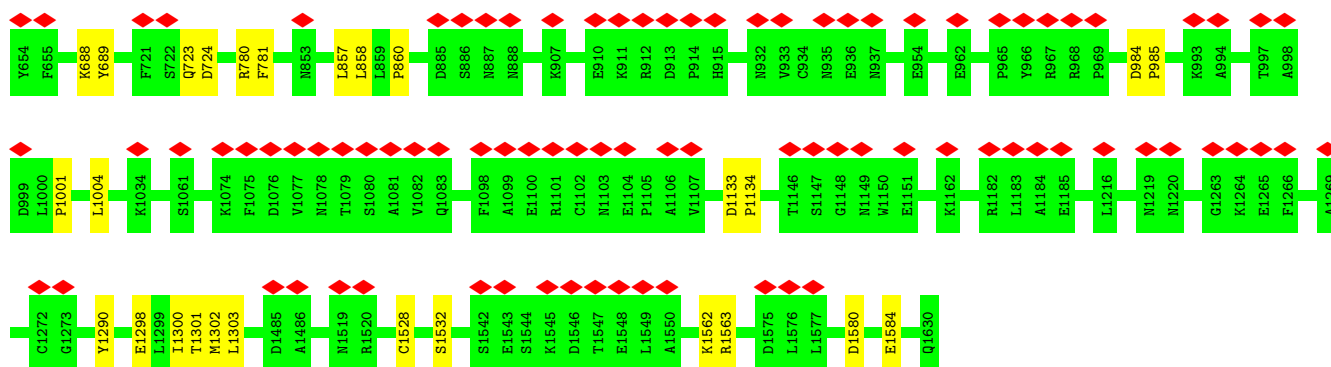 Y654 F655 K688 Y689 F721 S722 Q723 D724 R780 F781 N853 L857 L858 L859 P860 D885 S886 N887 N888 K907 E910 K911 R912 D913 P914 H915 N932 V933 C934 N935 E936 N937 E954 E962 P965 Y966 R967 R968 P969 D984 P985 K993 A994 T997 A998
D999 L1000 P1001 L1004 K1034 S1061 K1074 F1075 D1076 V1077 N1078 T1079 S1080 A1081 V1082 Q1083 F1098 A1099 E1100 R1101 C1102 N1103 E1104 P1105 A1106 V1107 D1133 P1134 T1146 S1147 G1148 N1149 W1150 E1151 K1162 R1182 L1183 A1184 E1185 L1216 N1219 N1220 G1263 K1264 E1265 F1266 A1269
C1272 G1273 Y1290 E1298 L1299 I1300 T1301 M1302 L1303 D1485 A1486 N1519 R1520 C1528 S1532 S1542 E1543 S1544 K1545 D1546 T1547 E1548 L1549 A1550 K1562 R1563 D1575 L1576 L1577 D1580 E1584 Q1630